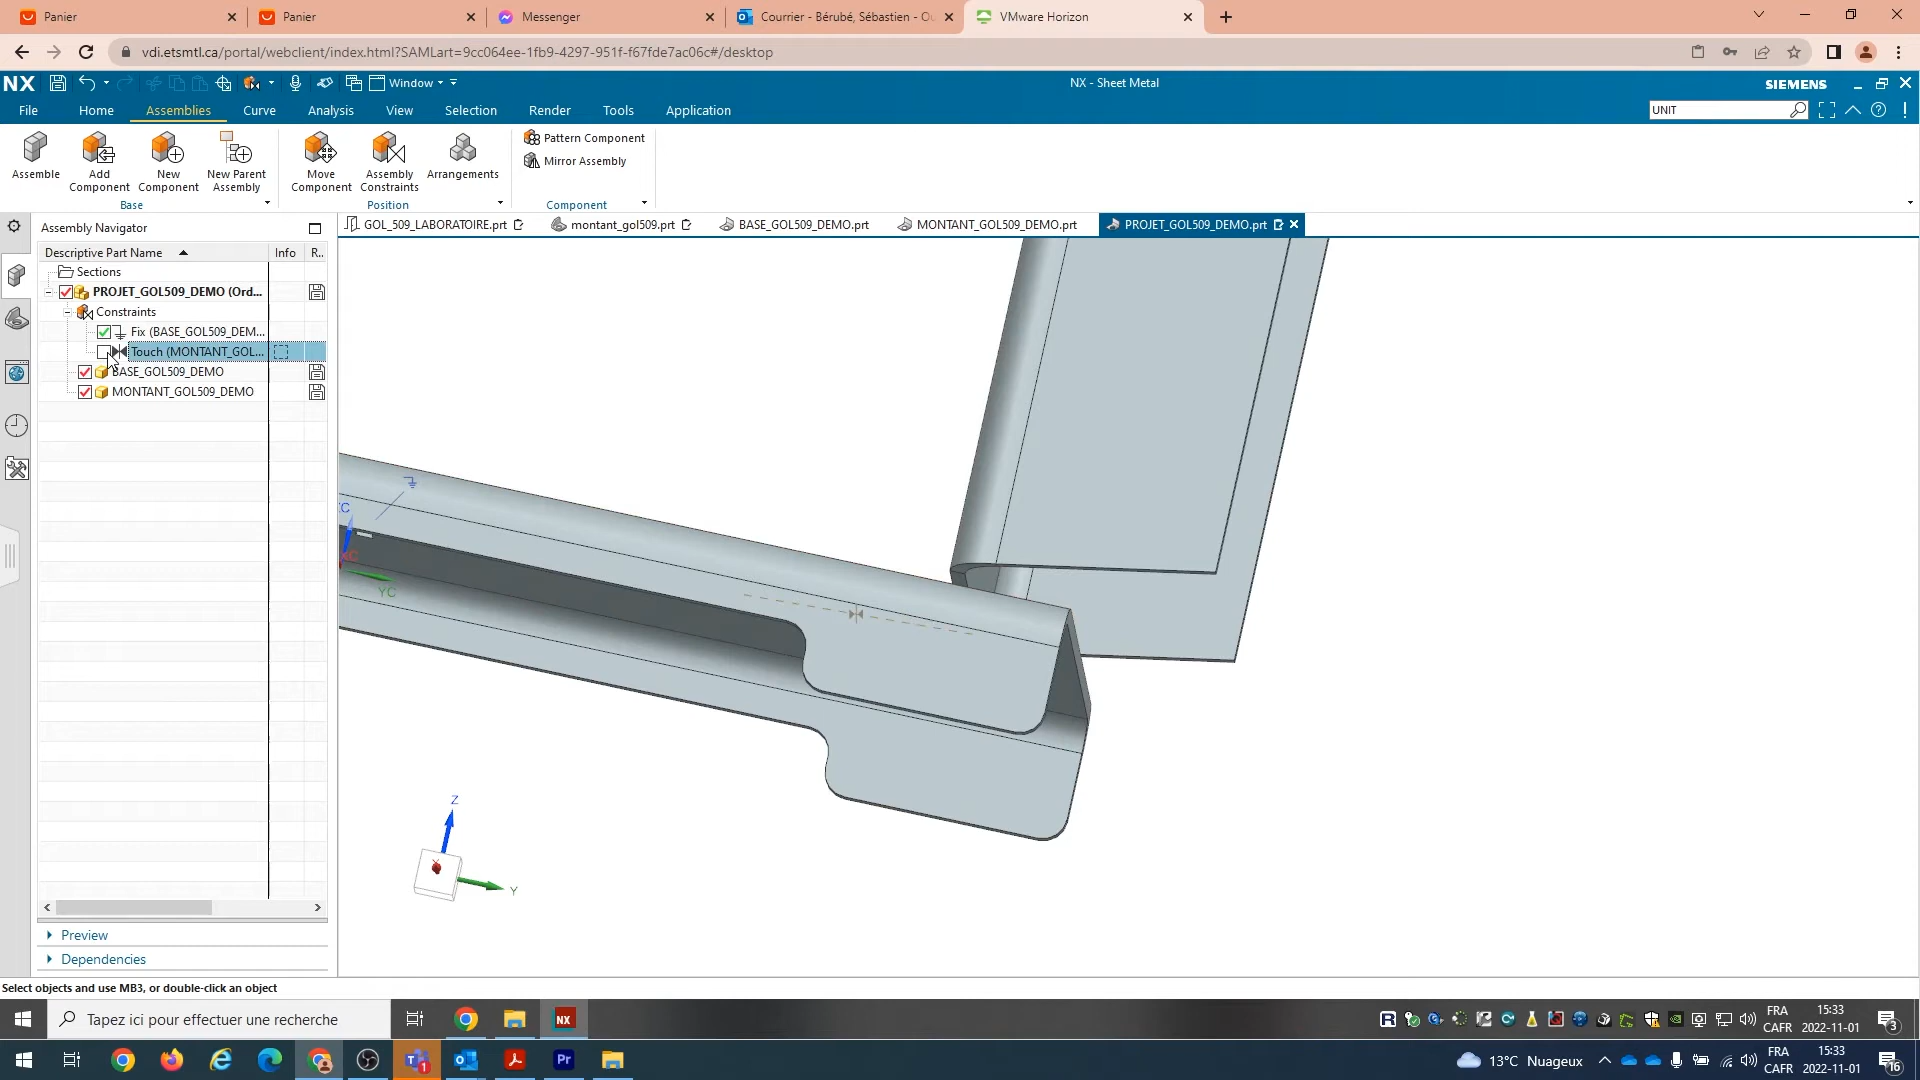 Panier
Panier
Messenger
Courrier - Bérubé, Sébastien - O
VMware Horizon
vdi.etsmtl.ca/portal/webclient/index.html?SAMLart=9cc064ee-1fb9-4297-951f-f67fde7ac06c#/desktop
NX
Window
NX - Sheet Metal
SIEMENS
File
Home
Assemblies
Curve
Analysis
View
Selection
Render
Tools
Application
UNIT
Assemble
Add Component
New Component
New Parent Assembly
Move Component
Assembly Constraints
Arrangements
Pattern Component
Mirror Assembly
Base
Position
Component
Assembly Navigator
GOL_509_LABORATOIRE.prt
montant_gol509.prt
BASE_GOL509_DEMO.prt
MONTANT_GOL509_DEMO.prt
PROJET_GOL509_DEMO.prt
Descriptive Part Name
Info
R..
Sections
PROJET_GOL509_DEMO (Ord...
Constraints
Fix (BASE_GOL509_DEM...
Touch (MONTANT_GOL...
BASE_GOL509_DEMO
MONTANT_GOL509_DEMO
YC
Z
Y
Preview
Dependencies
Select objects and use MB3, or double-click an object
Tapez ici pour effectuer une recherche
NX
FRA
CAFR
15:33
2022-11-01
3
1
Pr
13°C Nuageux
FRA
CAFR
15:33
2022-11-01
16